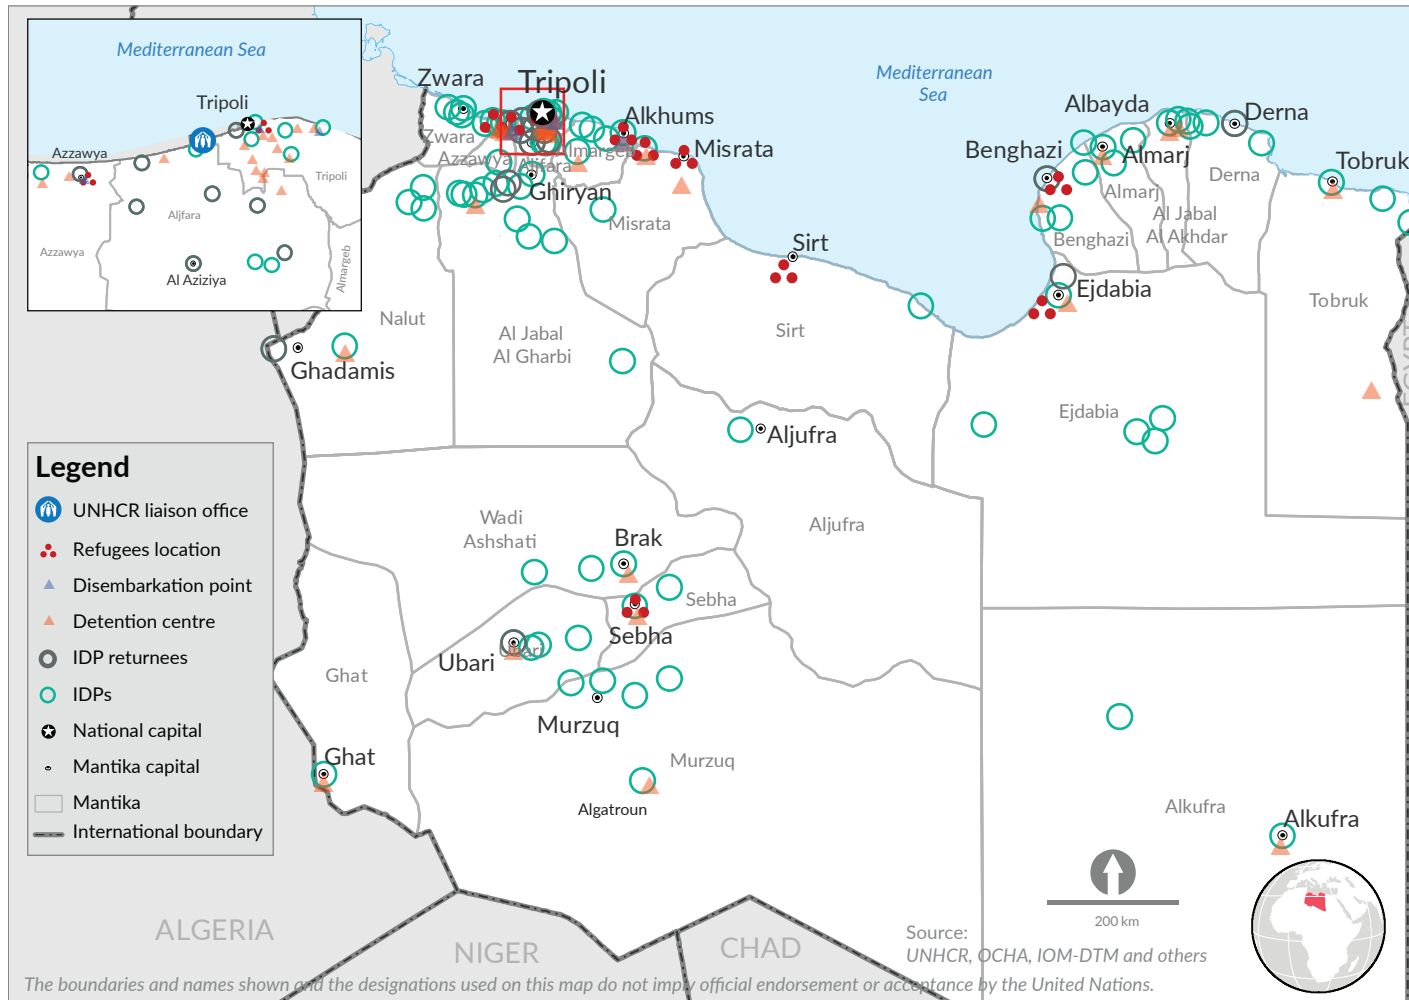 Mediterranean Sea
Tripoli
Azzawya
Tripoli
Aljfara
Azzawya
Al Aziziya
Almargeb
Mediterranean
Sea
Zwara
Tripoli
Alkhums
Misrata
Zwara
Azzawya
Aljfara
Almargeb
Ghiryan
Misrata
Albayda
Derna
Benghazi
Almarj
Tobruk
Derna
Almarj
Al Jabal
Al Akhdar
Benghazi
Sirt
Ejdabia
Tobruk
EGYPT
Nalut
Al Jabal
Al Gharbi
Sirt
Ghadamis
Ejdabia
Aljufra
Legend
UNHCR liaison office
Refugees location
Disembarkation point
Detention centre
IDP returnees
IDPs
National capital
Mantika capital
Mantika
International boundary
Wadi
Ashshati
Brak
Aljufra
Sebha
Sebha
Ubari
Ubari
Ghat
Murzuq
Ghat
Murzuq
Algatroun
Alkufra
Alkufra
200 km
ALGERIA
NIGER
CHAD
Source:
UNHCR, OCHA, IOM-DTM and others
The boundaries and names shown and the designations used on this map do not imply official endorsement or acceptance by the United Nations.